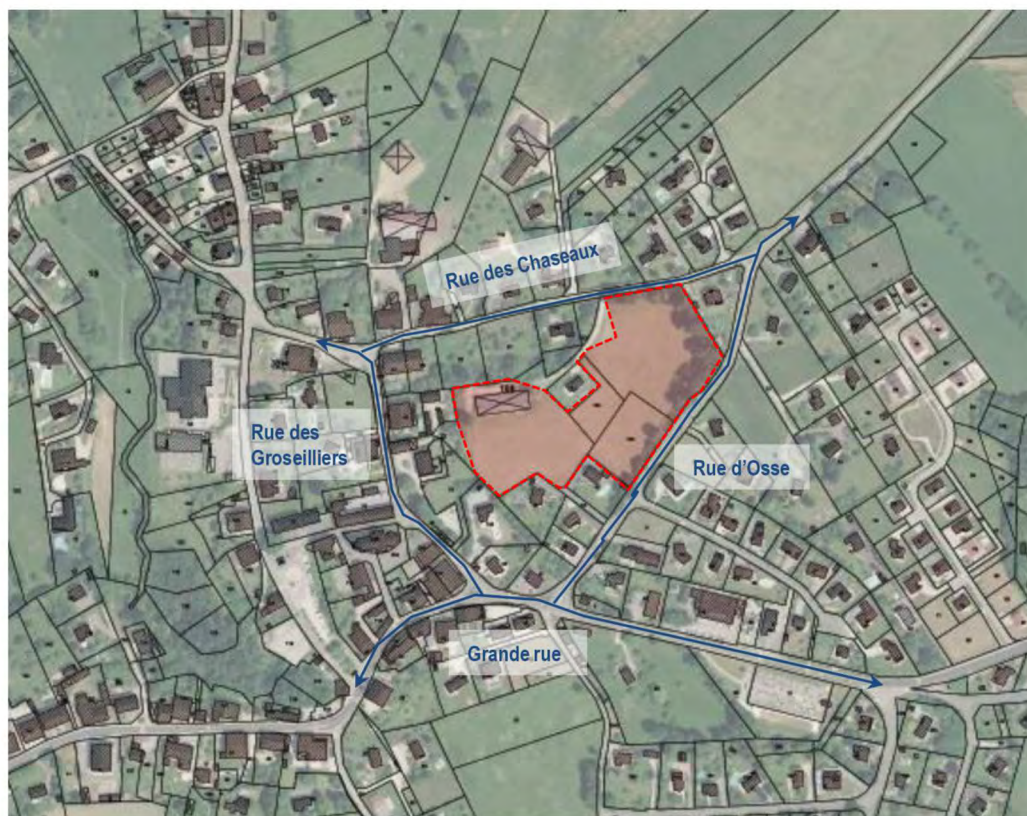 Rue des Chaseaux
Rue des
Groseilliers
Rue d'Osse
Grande rue